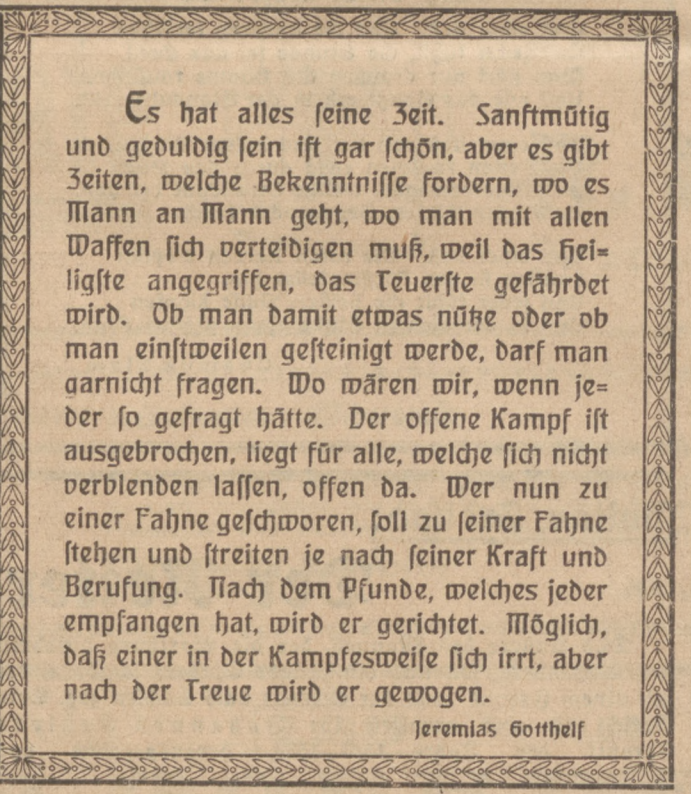 Es hat alles seine Zeit. Sanftmütig
und geduldig sein ist gar schön, aber es gibt
Zeiten, welche Bekenntnisse fordern, wo es
Mann an Mann geht, wo man mit allen
Waffen sich verteidigen muß, weil das Hei=
ligste angegriffen, das Teuerste gefährdet
wird. Ob man damit etwas nütze oder ob
man einstweilen gesteinigt werde, darf man
garnicht fragen. Wo wären wir, wenn je=
der so gefragt hätte. Der offene Kampf ist
ausgebrochen, liegt für alle, welche sich nicht
verblenden lassen, offen da. Wer nun zu
einer Fahne geschworen, soll zu seiner Fahne
stehen und streiten je nach seiner Kraft und
Berufung. Nach dem Pfunde, welches jeder
empfangen hat, wird er gerichtet. Möglich,
daß einer in der Kampfesweise sich irrt, aber
nach der Treue wird er gewogen.
Jeremias Gotthelf